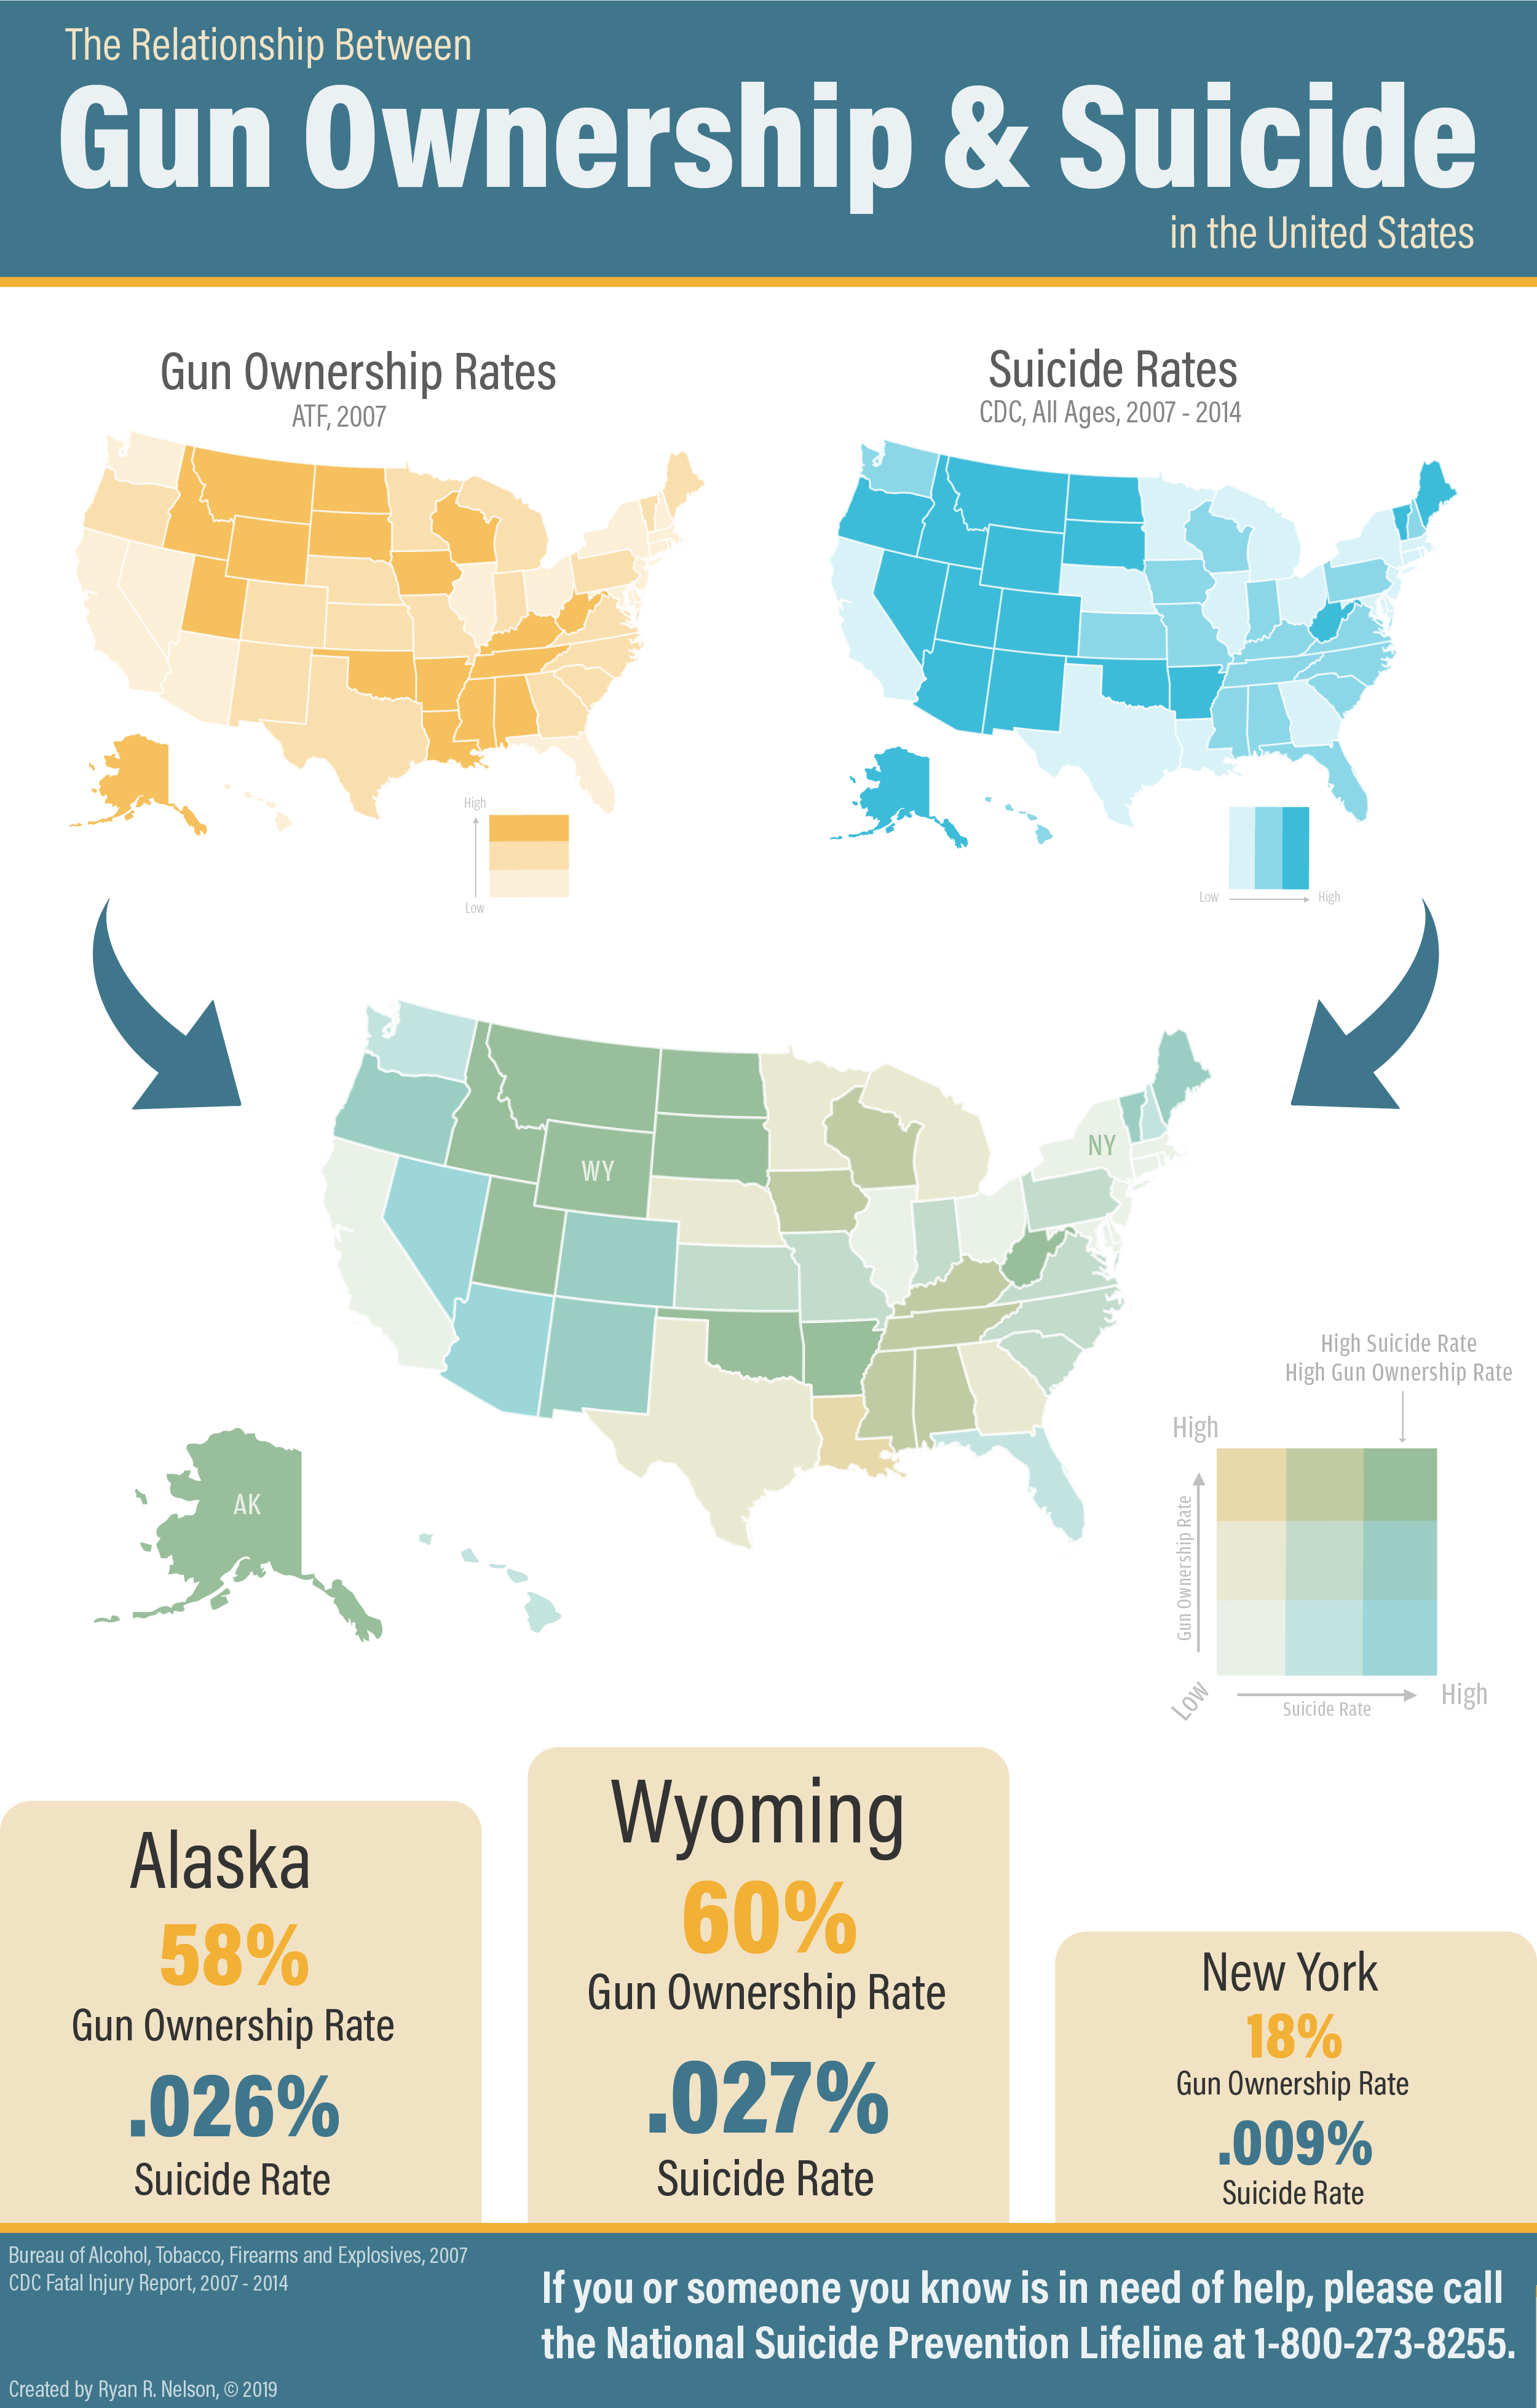 The Relationship Between
Gun Ownership & Suicide
in the United States
Gun Ownership Rates
ATF, 2007
High
Low
Suicide Rates
CDC, All Ages, 2007 - 2014
Low
High
WY
NY
AK
High Suicide Rate
High Gun Ownership Rate
High
Gun Ownership Rate
Low
Suicide Rate
High
Alaska
58%
Gun Ownership Rate
.026%
Suicide Rate
Wyoming
60%
Gun Ownership Rate
.027%
Suicide Rate
New York
18%
Gun Ownership Rate
.009%
Suicide Rate
Bureau of Alcohol, Tobacco, Firearms and Explosives, 2007
CDC Fatal Injury Report, 2007 - 2014
Created by Ryan R. Nelson, © 2019
If you or someone you know is in need of help, please call
the National Suicide Prevention Lifeline at 1-800-273-8255.